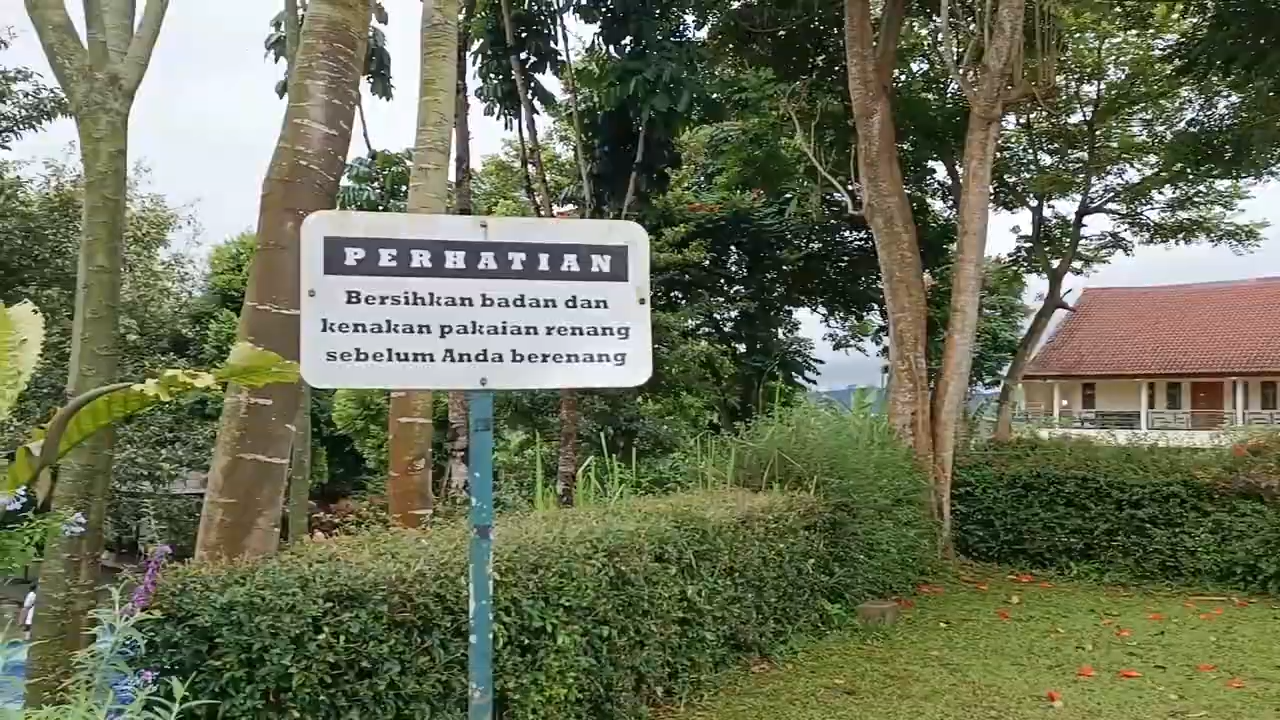 PERHATIAN
Bersihkan badan dan
kenakan pakaian renang
sebelum Anda berenang